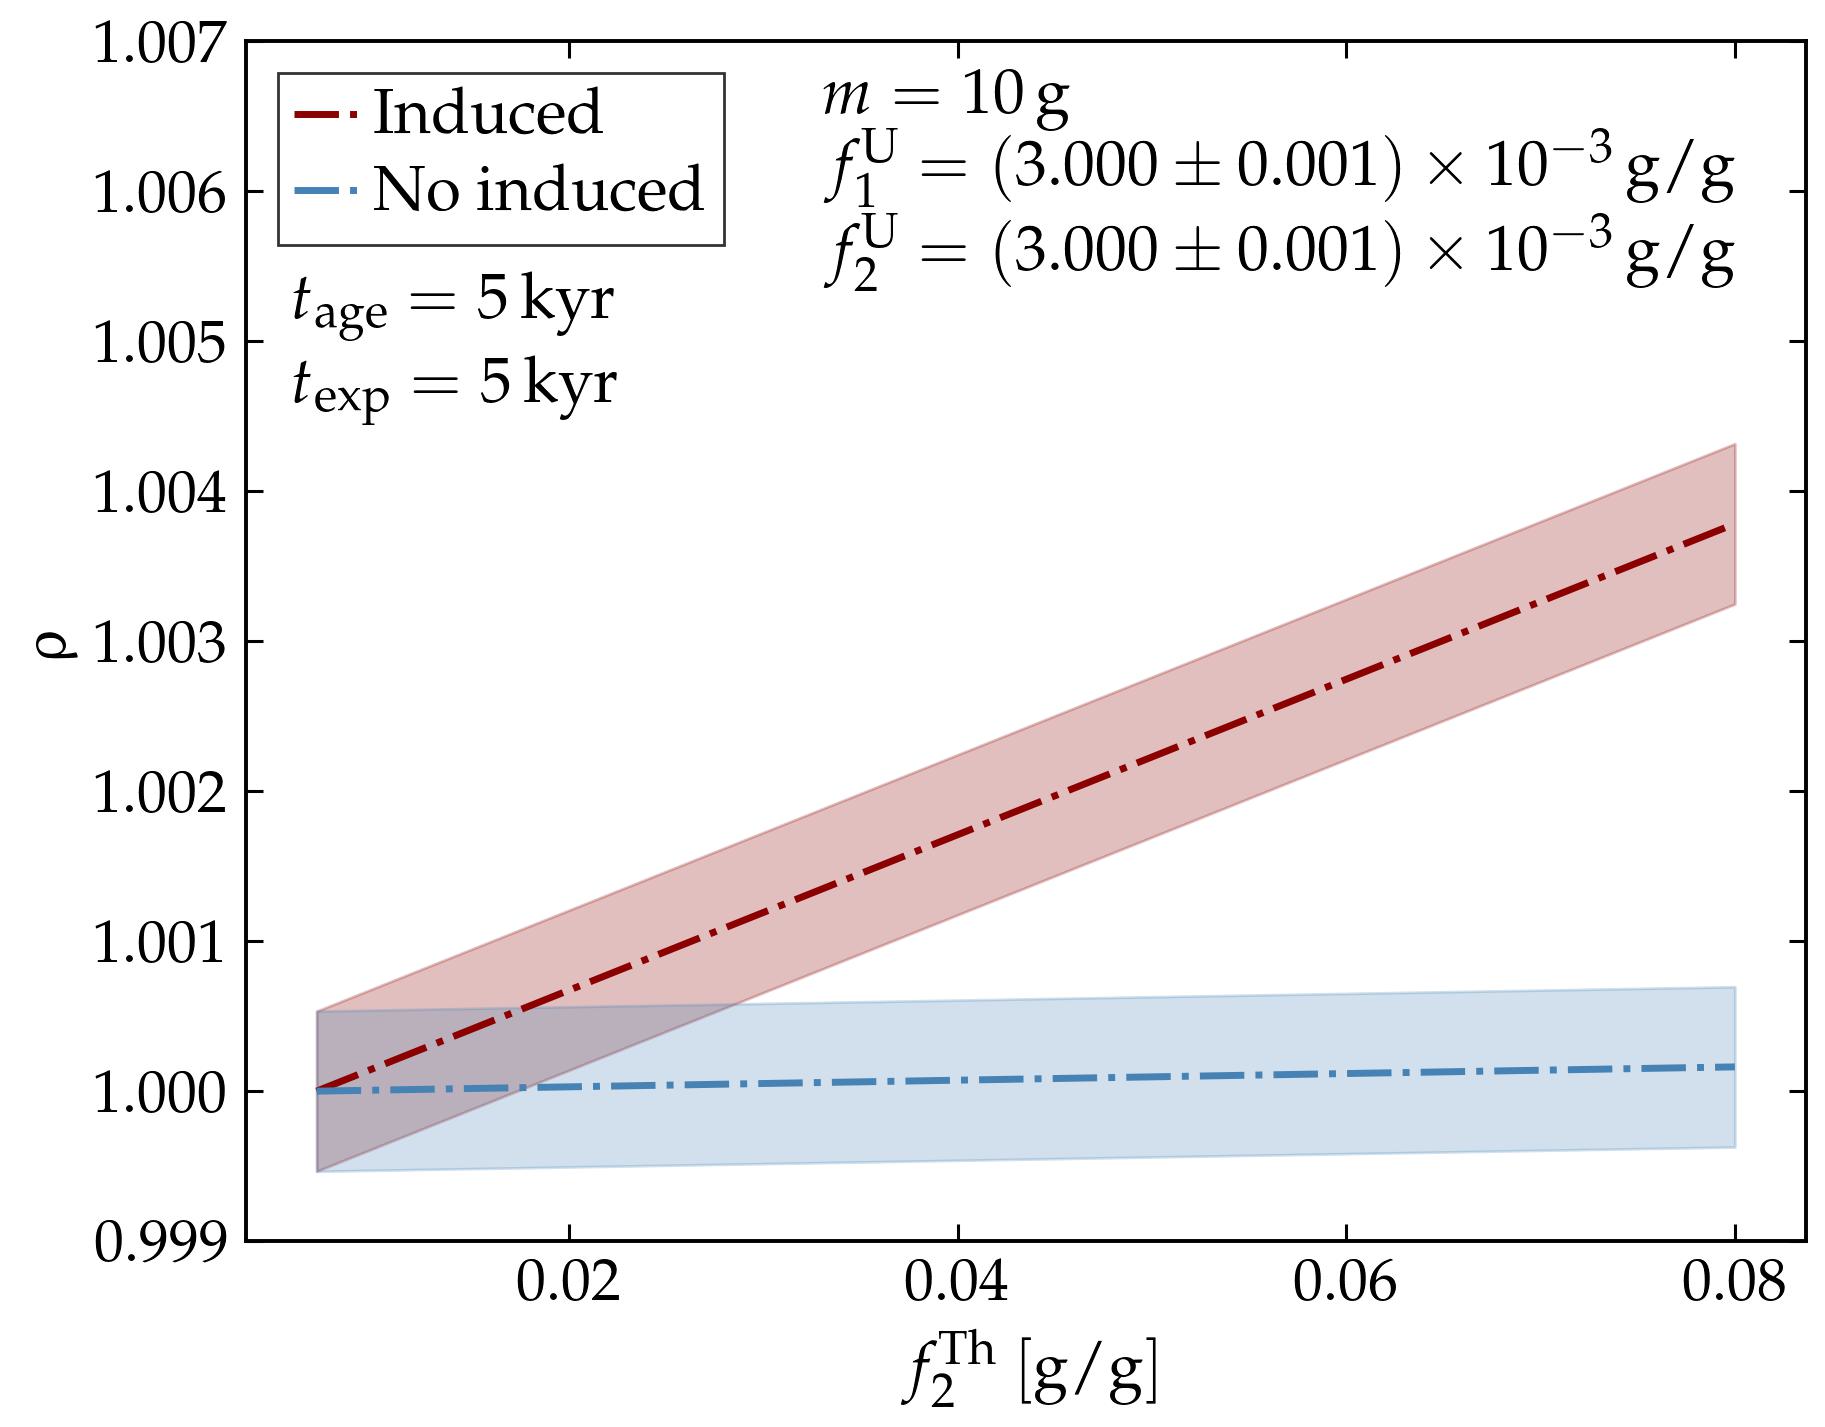 1.007
1.006
1.005
1.004
1.003
1.002
1.001
1.000
0.999
ρ
Induced
No induced
t_age = 5 kyr
t_exp = 5 kyr
m = 10 g
f_1^U = (3.000 ± 0.001) × 10^{−3} g/g
f_2^U = (3.000 ± 0.001) × 10^{−3} g/g
0.02 0.04 0.06 0.08
f_2^{Th} [g/g]